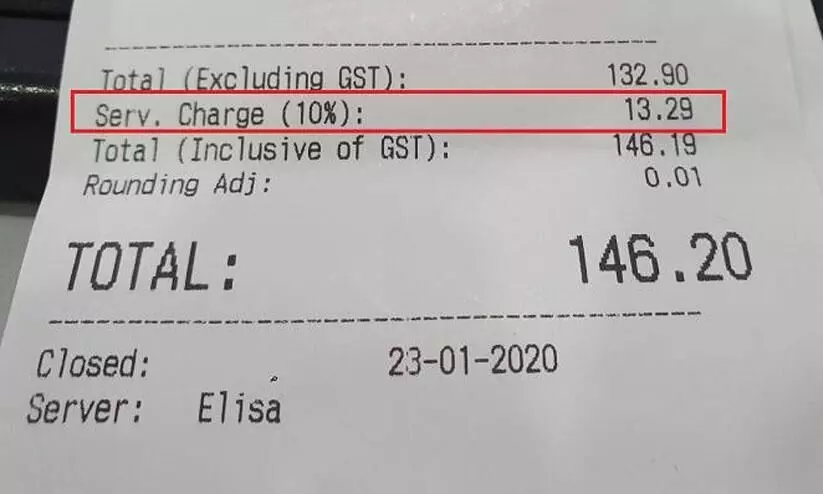 Total (Excluding GST): 132.90
Serv. Charge (10%): 13.29
Total (Inclusive of GST): 146.19
Rounding Adj: 0.01
TOTAL: 146.20
Closed: 23-01-2020
Server: Elisa